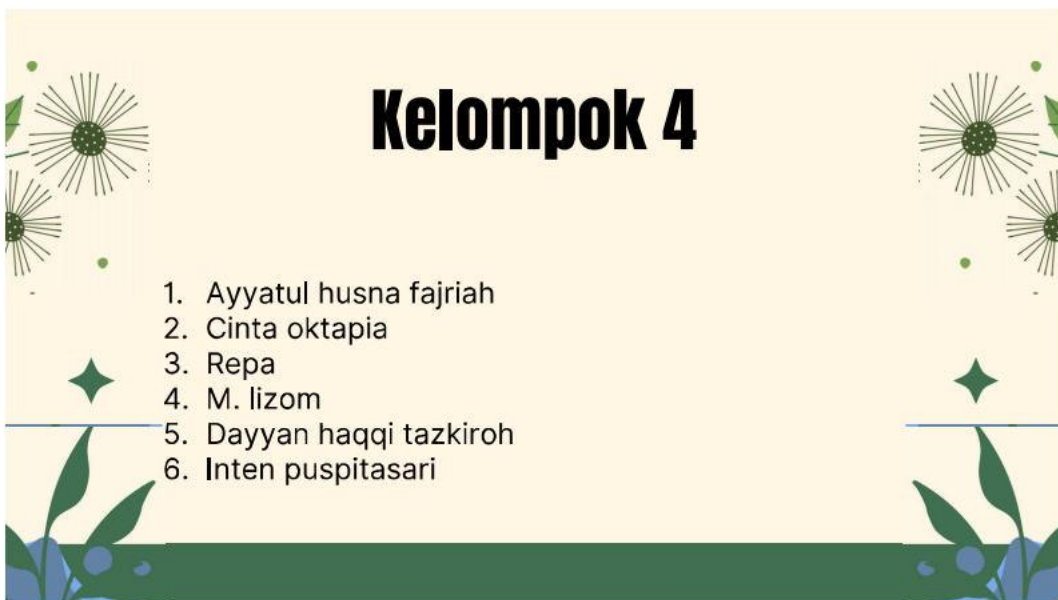 Kelompok 4
1. Ayyatul husna fajriah
2. Cinta oktapia
3. Repa
4. M. lizom
5. Dayyan haqqi tazkiroh
6. Inten puspitasari